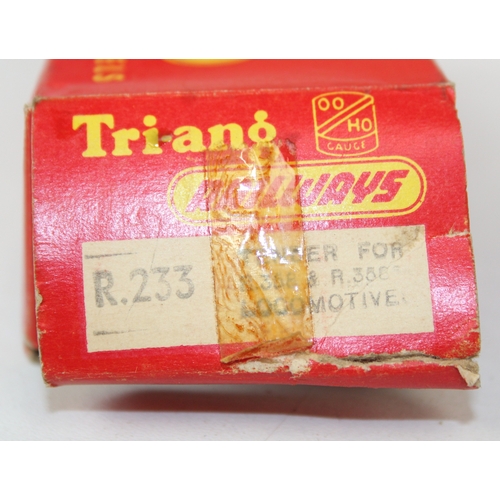 Tri-ang
OO
HO
GAUGE
RAILWAYS
R.233
FOR
& R.
LOCOMOTIVE